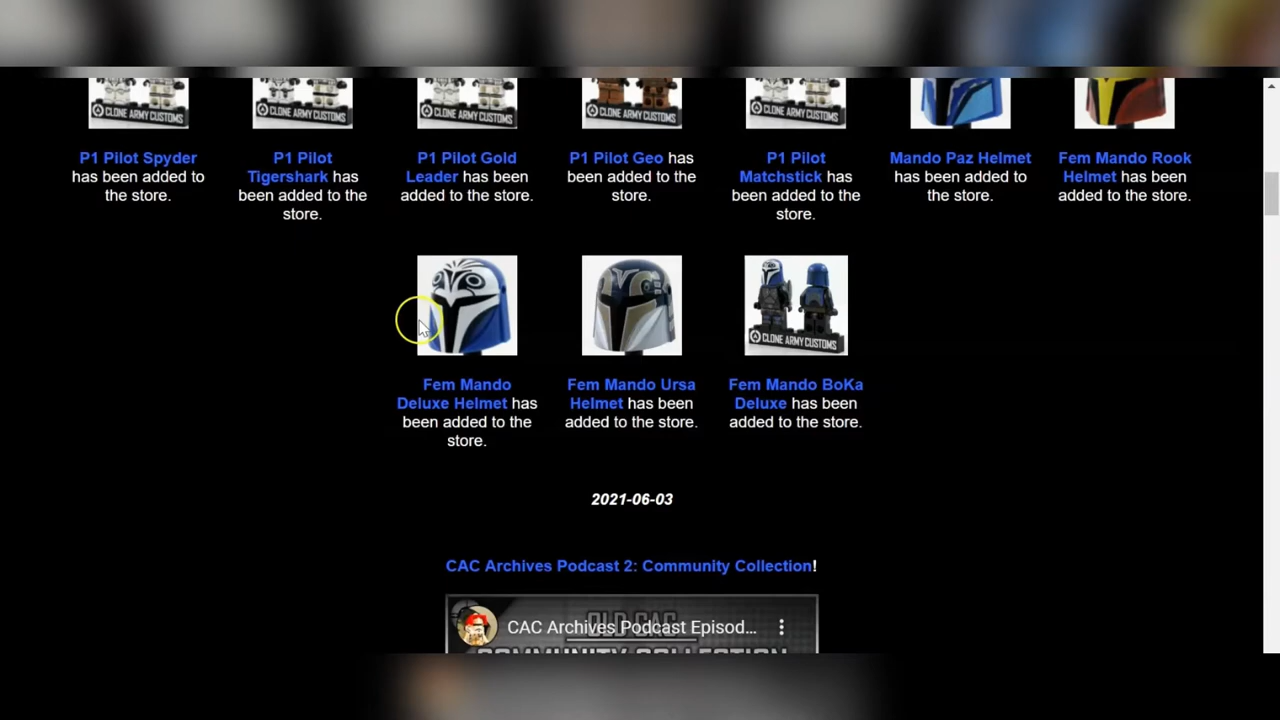 CLONE ARMY CUSTOMS CLONE ARMY CUSTOMS CLONE ARMY CUSTOMS CLONE ARMY CUSTOMS CLONE ARMY CUSTOMS
P1 Pilot Spyder
has been added to
the store.
P1 Pilot
Tigershark has
been added to the
store.
P1 Pilot Gold
Leader has been
added to the store.
P1 Pilot Geo has
been added to the
store.
P1 Pilot
Matchstick has
been added to the
store.
Mando Paz Helmet
has been added to
the store.
Fem Mando Rook
Helmet has been
added to the store.
CLONE ARMY CUSTOMS
Fem Mando
Deluxe Helmet has
been added to the
store.
Fem Mando Ursa
Helmet has been
added to the store.
Fem Mando BoKa
Deluxe has been
added to the store.
2021-06-03
CAC Archives Podcast 2: Community Collection!
CAC Archives Podcast Episod...
OLD CAC
COMMUNITY COLLECTION